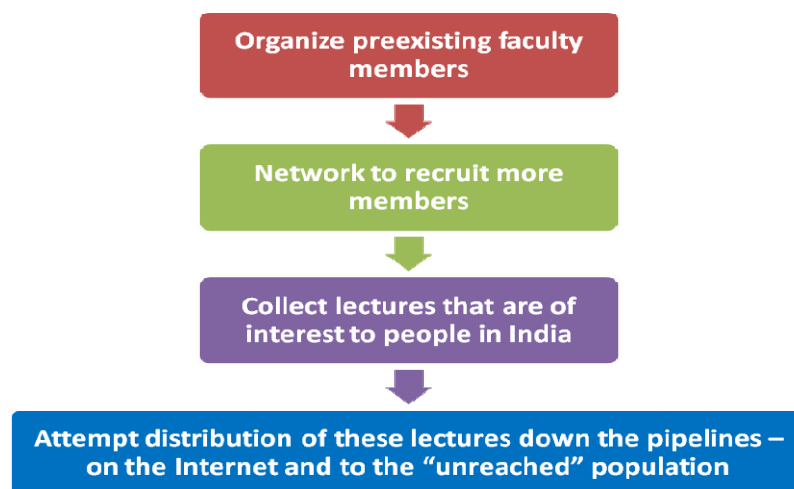 Organize preexisting faculty
members
Network to recruit more
members
Collect lectures that are of
interest to people in India
Attempt distribution of these lectures down the pipelines –
on the Internet and to the “unreached” population